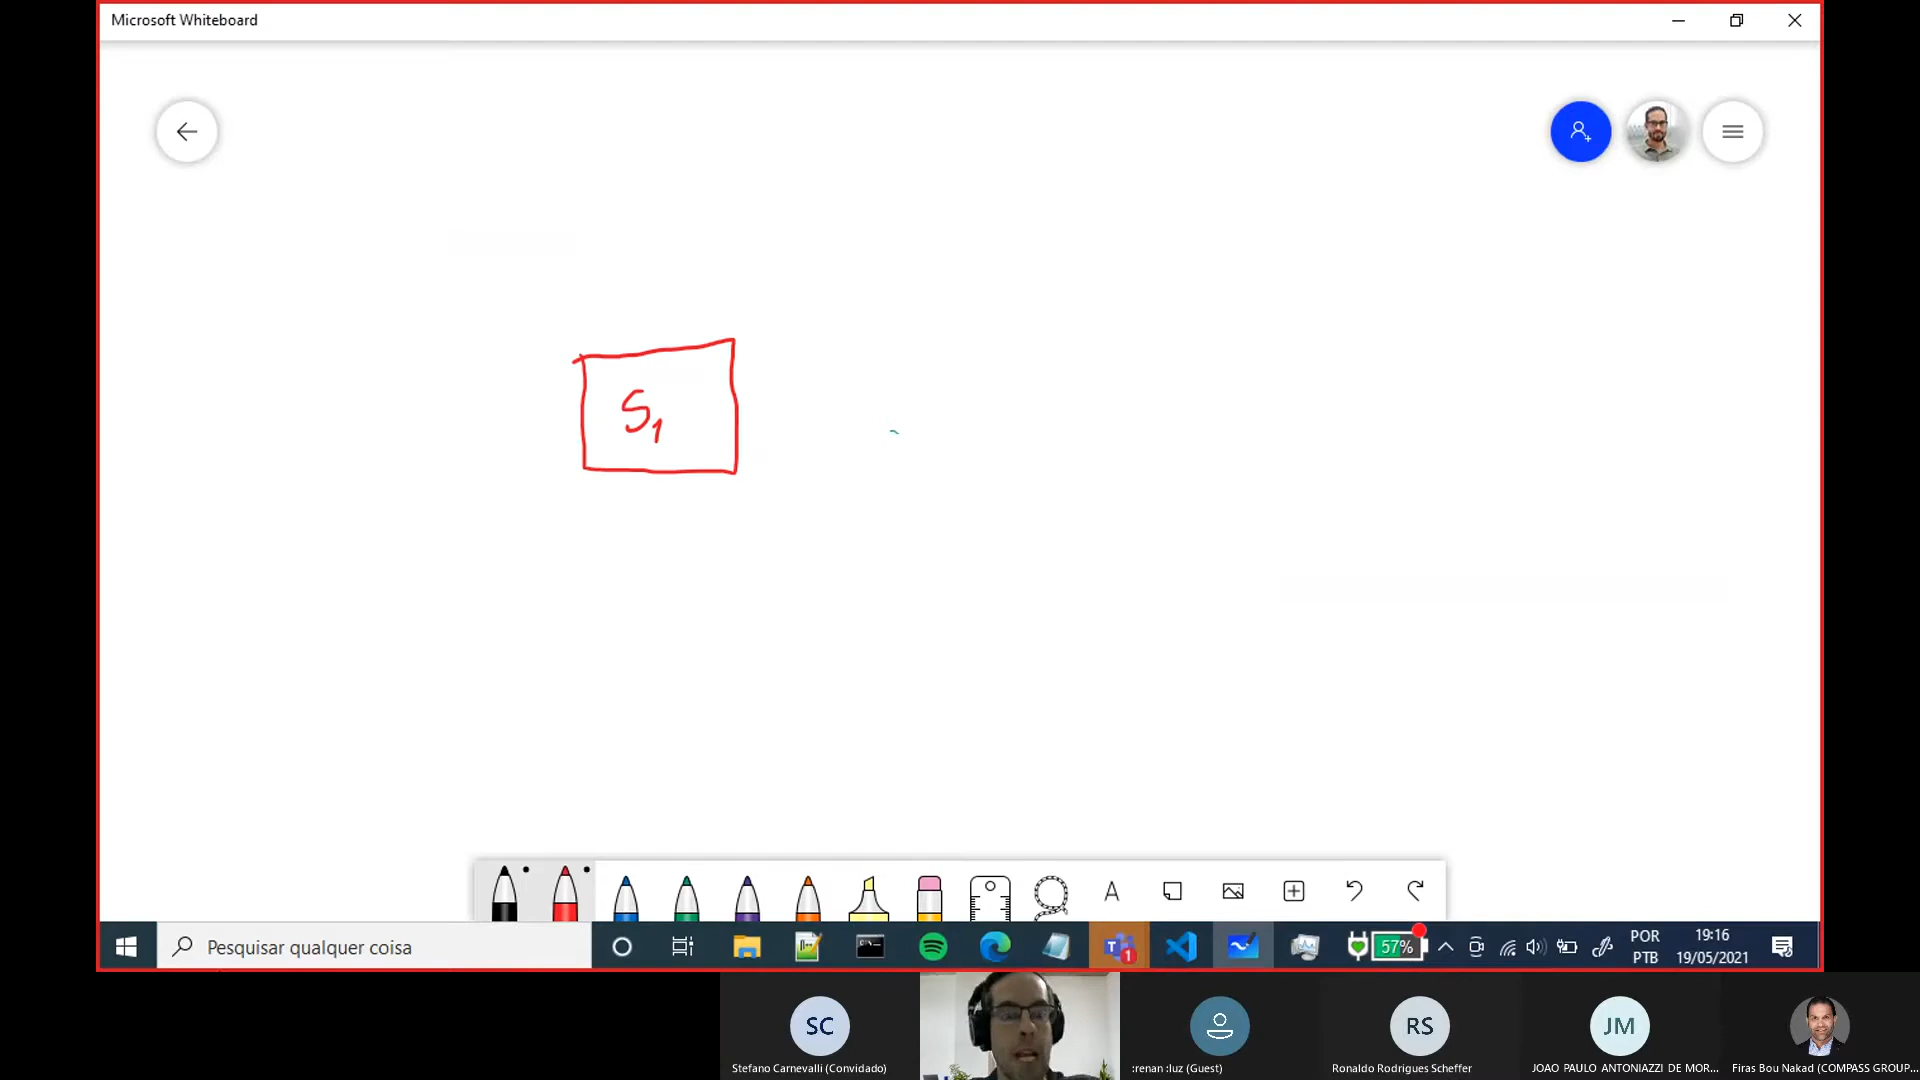 Microsoft Whiteboard
S1
A
Pesquisar qualquer coisa
1
57%
POR
PTB
19:16
19/05/2021
SC
RS
JM
Stefano Carnevalli (Convidado)
:renan :luz (Guest)
Ronaldo Rodrigues Scheffer
JOAO PAULO ANTONIAZZI DE MOR...
Firas Bou Nakad (COMPASS GROUP...